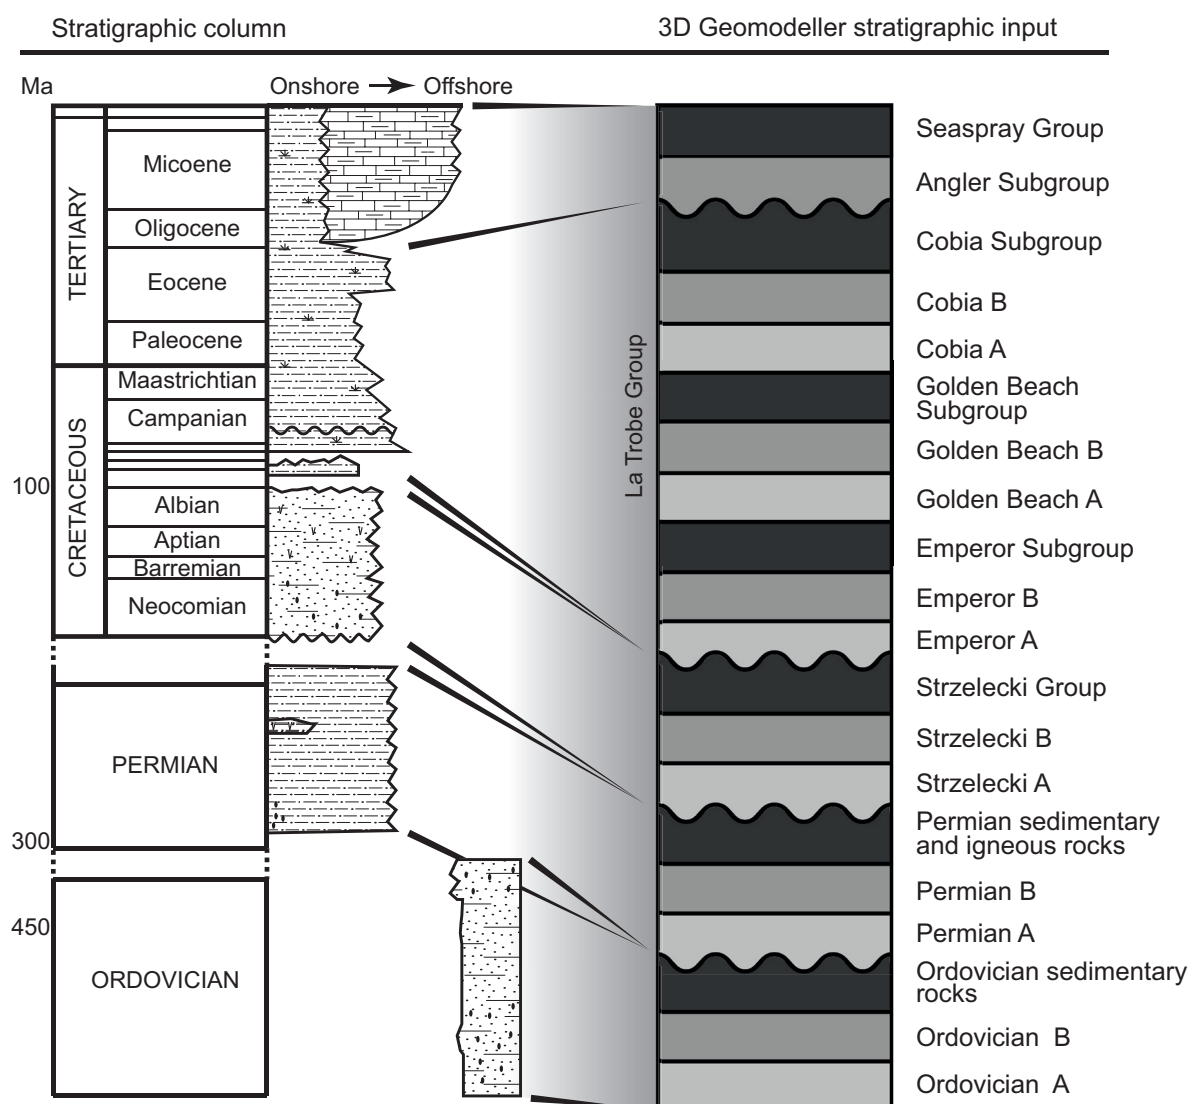 Stratigraphic column
3D Geomodeller stratigraphic input
Ma
Onshore
Offshore
TERTIARY
Micoene
Oligocene
Eocene
Paleocene
CRETACEOUS
Maastrichtian
Campanian
100
Albian
Aptian
Barremian
Neocomian
PERMIAN
300
450
ORDOVICIAN
La Trobe Group
Seaspray Group
Angler Subgroup
Cobia Subgroup
Cobia B
Cobia A
Golden Beach
Subgroup
Golden Beach B
Golden Beach A
Emperor Subgroup
Emperor B
Emperor A
Strzelecki Group
Strzelecki B
Strzelecki A
Permian sedimentary
and igneous rocks
Permian B
Permian A
Ordovician sedimentary
rocks
Ordovician B
Ordovician A